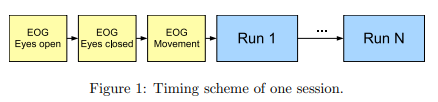 EOG
Eyes open
EOG
Eyes closed
EOG
Movement
Run 1
...
Run N
Figure 1: Timing scheme of one session.